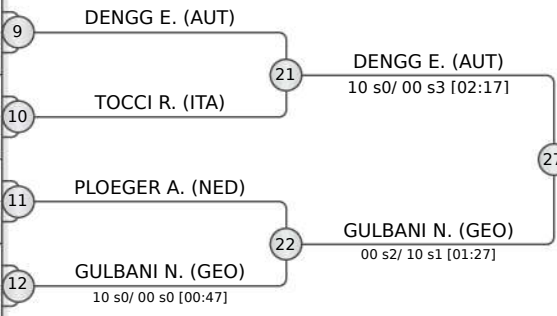 9
DENGG E. (AUT)
21
DENGG E. (AUT)
10 s0/ 00 s3 [02:17]
10
TOCCI R. (ITA)
27
11
PLOEGER A. (NED)
22
GULBANI N. (GEO)
00 s2/ 10 s1 [01:27]
12
GULBANI N. (GEO)
10 s0/ 00 s0 [00:47]